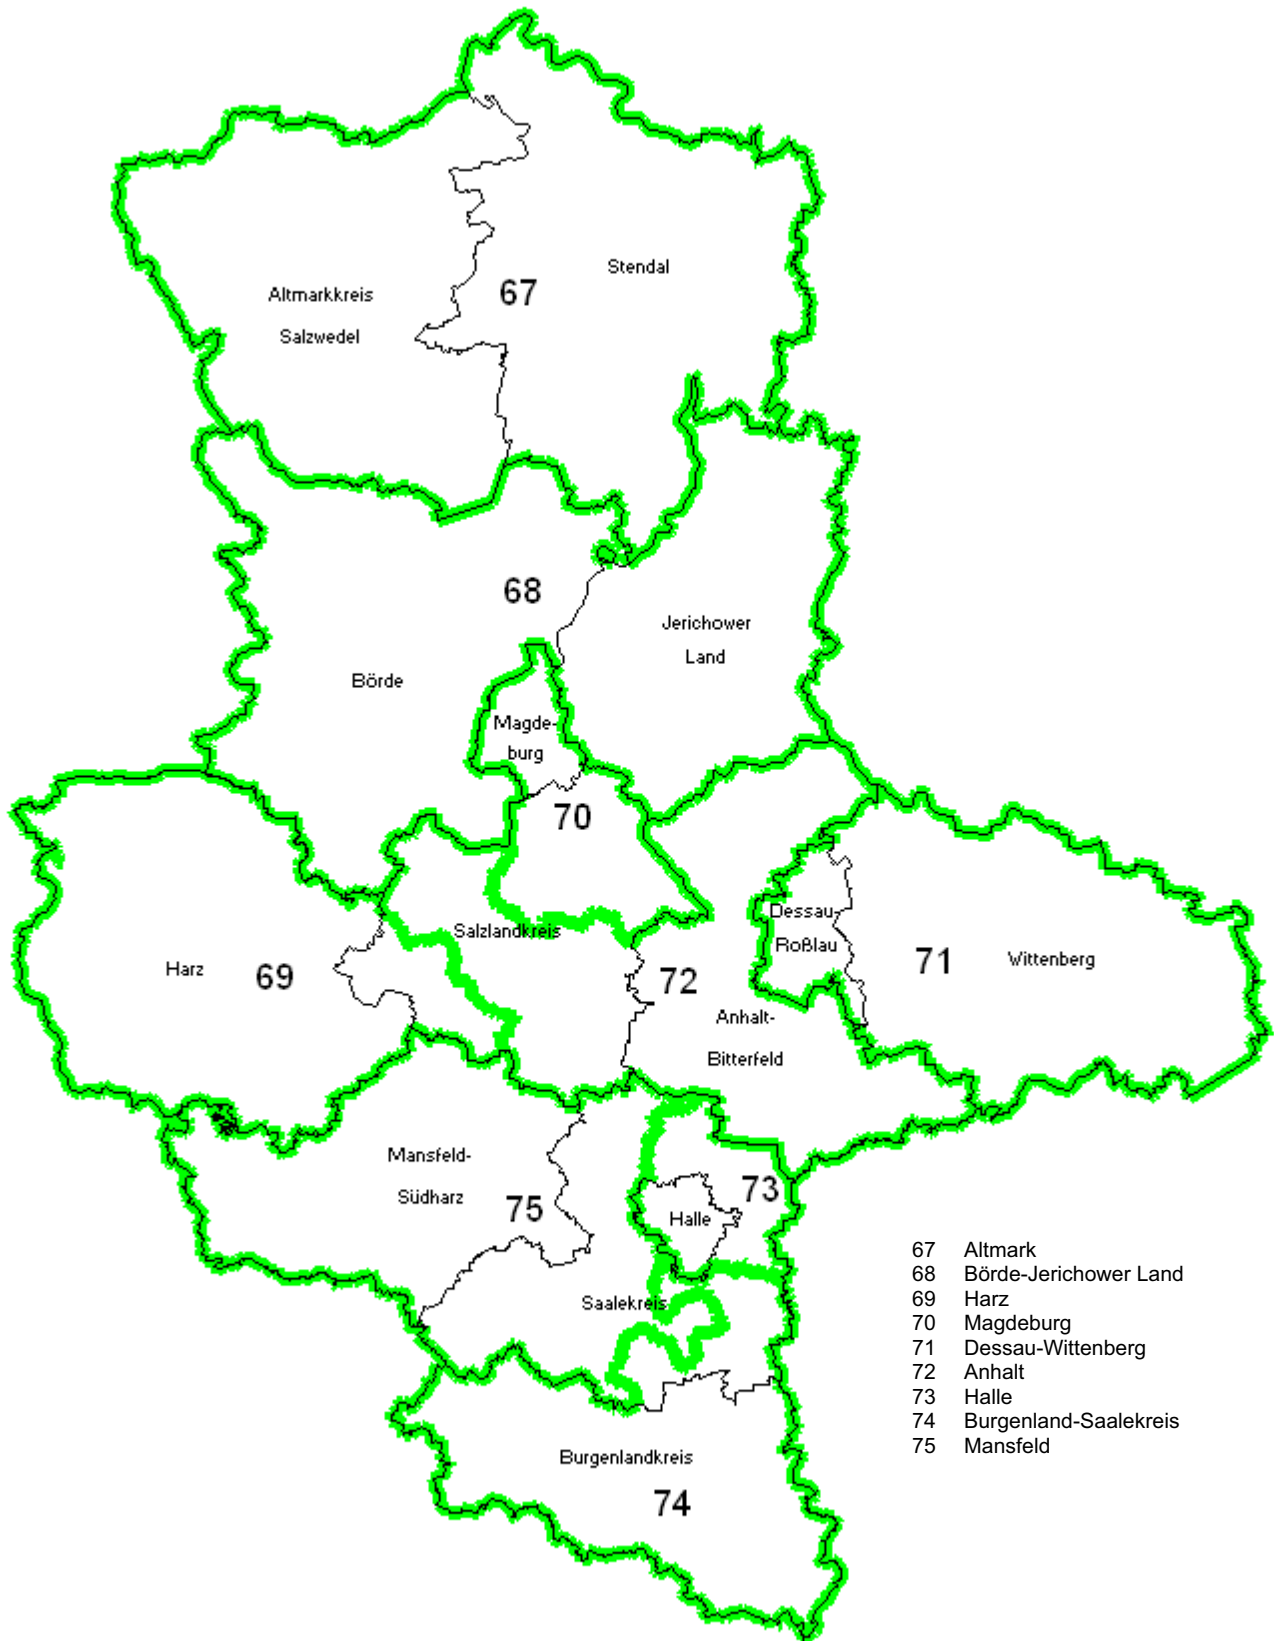 Stendal
67
Altmarkkreis
Salzwedel
68
Jerichower
Land
Börde
Magde-
burg
70
Dessau-
Roßlau
71
Wittenberg
Salzlandkreis
Harz
69
72
Anhalt-
Bitterfeld
Mansfeld-
Südharz
75
73
Halle
Saalekreis
Burgenlandkreis
74
67 Altmark
68 Börde-Jerichower Land
69 Harz
70 Magdeburg
71 Dessau-Wittenberg
72 Anhalt
73 Halle
74 Burgenland-Saalekreis
75 Mansfeld